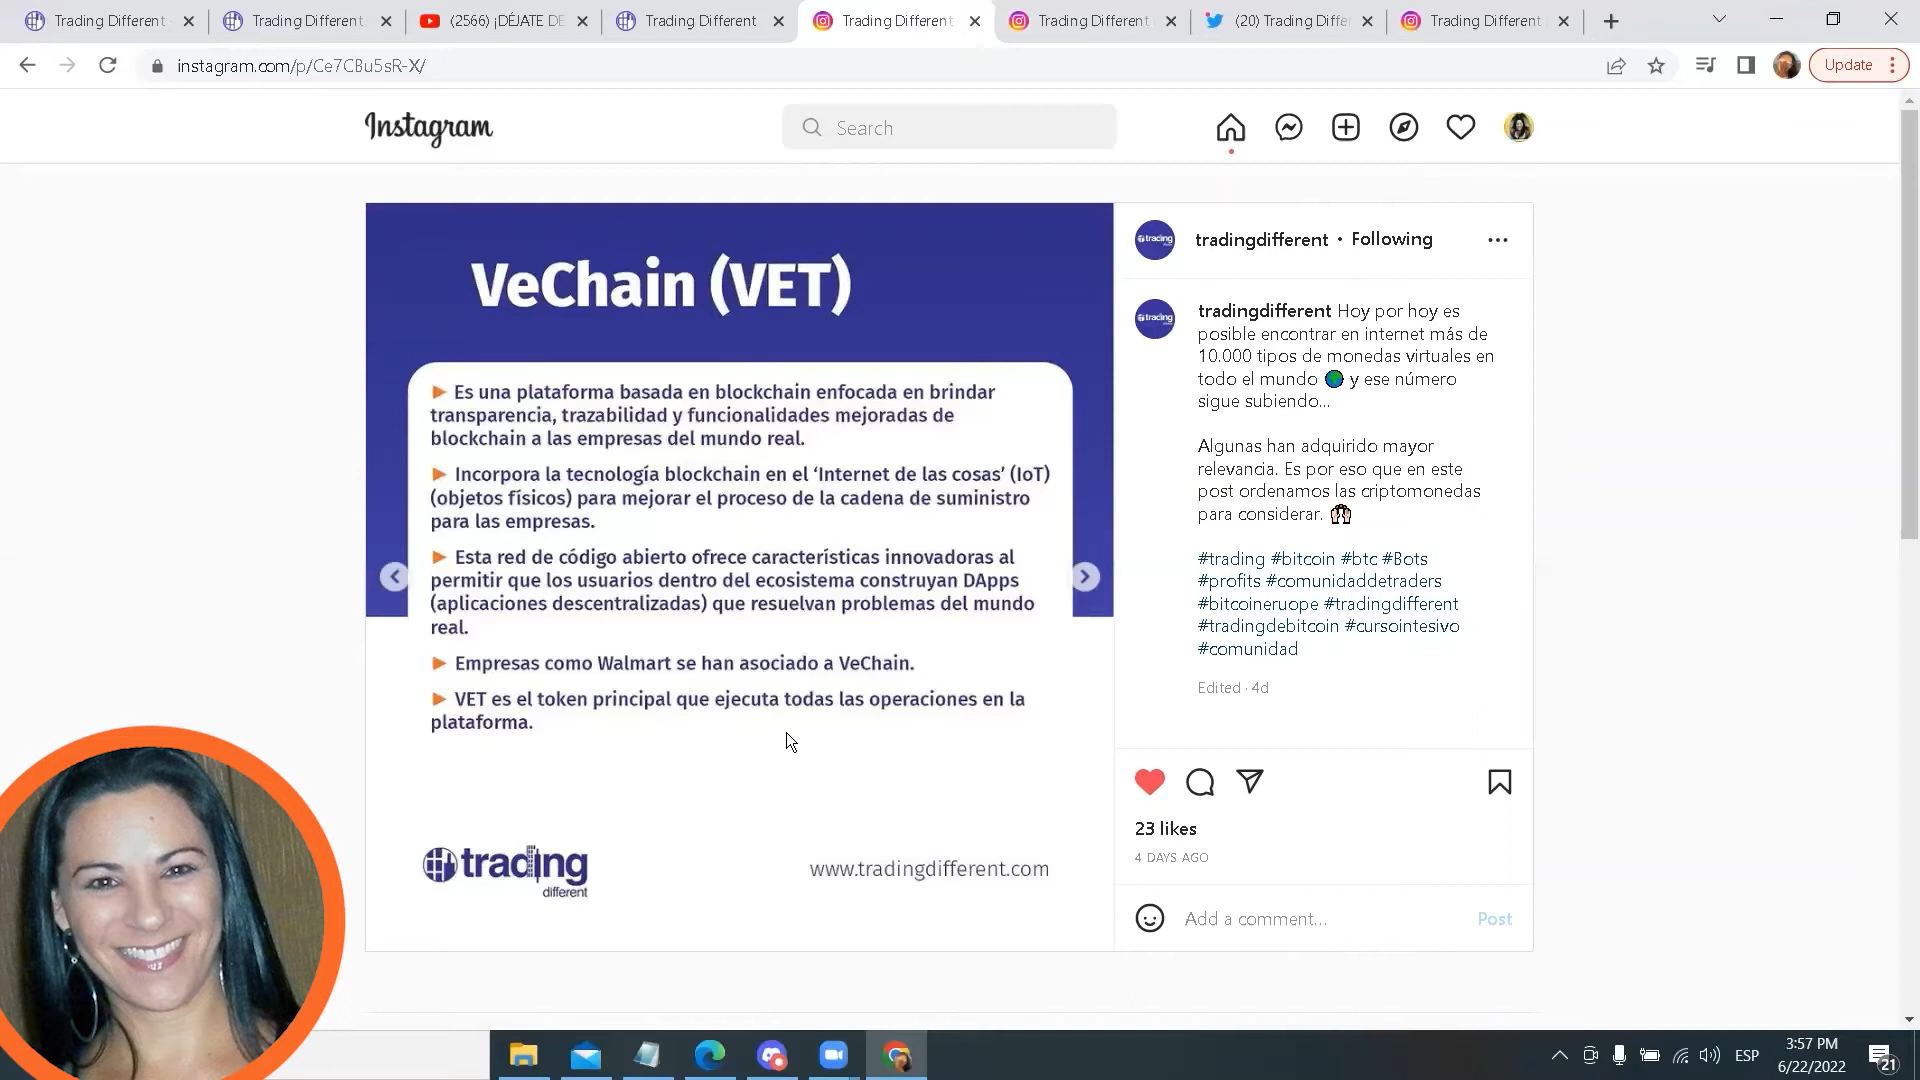 Trading Different
Trading Different
(2566) ¡DÉJATE DE
Trading Different
Trading Different
Trading Different
(20) Trading Diffe
Trading Different
instagram.com/p/Ce7CBu5sR-X/
Update
Instagram
Search
VeChain (VET)
► Es una plataforma basada en blockchain enfocada en brindar
transparencia, trazabilidad y funcionalidades mejoradas de
blockchain a las empresas del mundo real.
► Incorpora la tecnología blockchain en el ‘Internet de las cosas’ (IoT)
(objetos físicos) para mejorar el proceso de la cadena de suministro
para las empresas.
► Esta red de código abierto ofrece características innovadoras al
permitir que los usuarios dentro del ecosistema construyan DApps
(aplicaciones descentralizadas) que resuelvan problemas del mundo
real.
► Empresas como Walmart se han asociado a VeChain.
► VET es el token principal que ejecuta todas las operaciones en la
plataforma.
trading
different
www.tradingdifferent.com
trading
tradingdifferent • Following
trading
tradingdifferent Hoy por hoy es
posible encontrar en internet más de
10.000 tipos de monedas virtuales en
todo el mundo 🌍 y ese número
sigue subiendo...
Algunas han adquirido mayor
relevancia. Es por eso que en este
post ordenamos las criptomonedas
para considerar. 🙌🏻
#trading #bitcoin #btc #Bots
#profits #comunidaddetraders
#bitcoineruope #tradingdifferent
#tradingdebitcoin #cursointesivo
#comunidad
Edited · 4d
23 likes
4 DAYS AGO
Add a comment...
Post
ESP
3:57 PM
6/22/2022
21